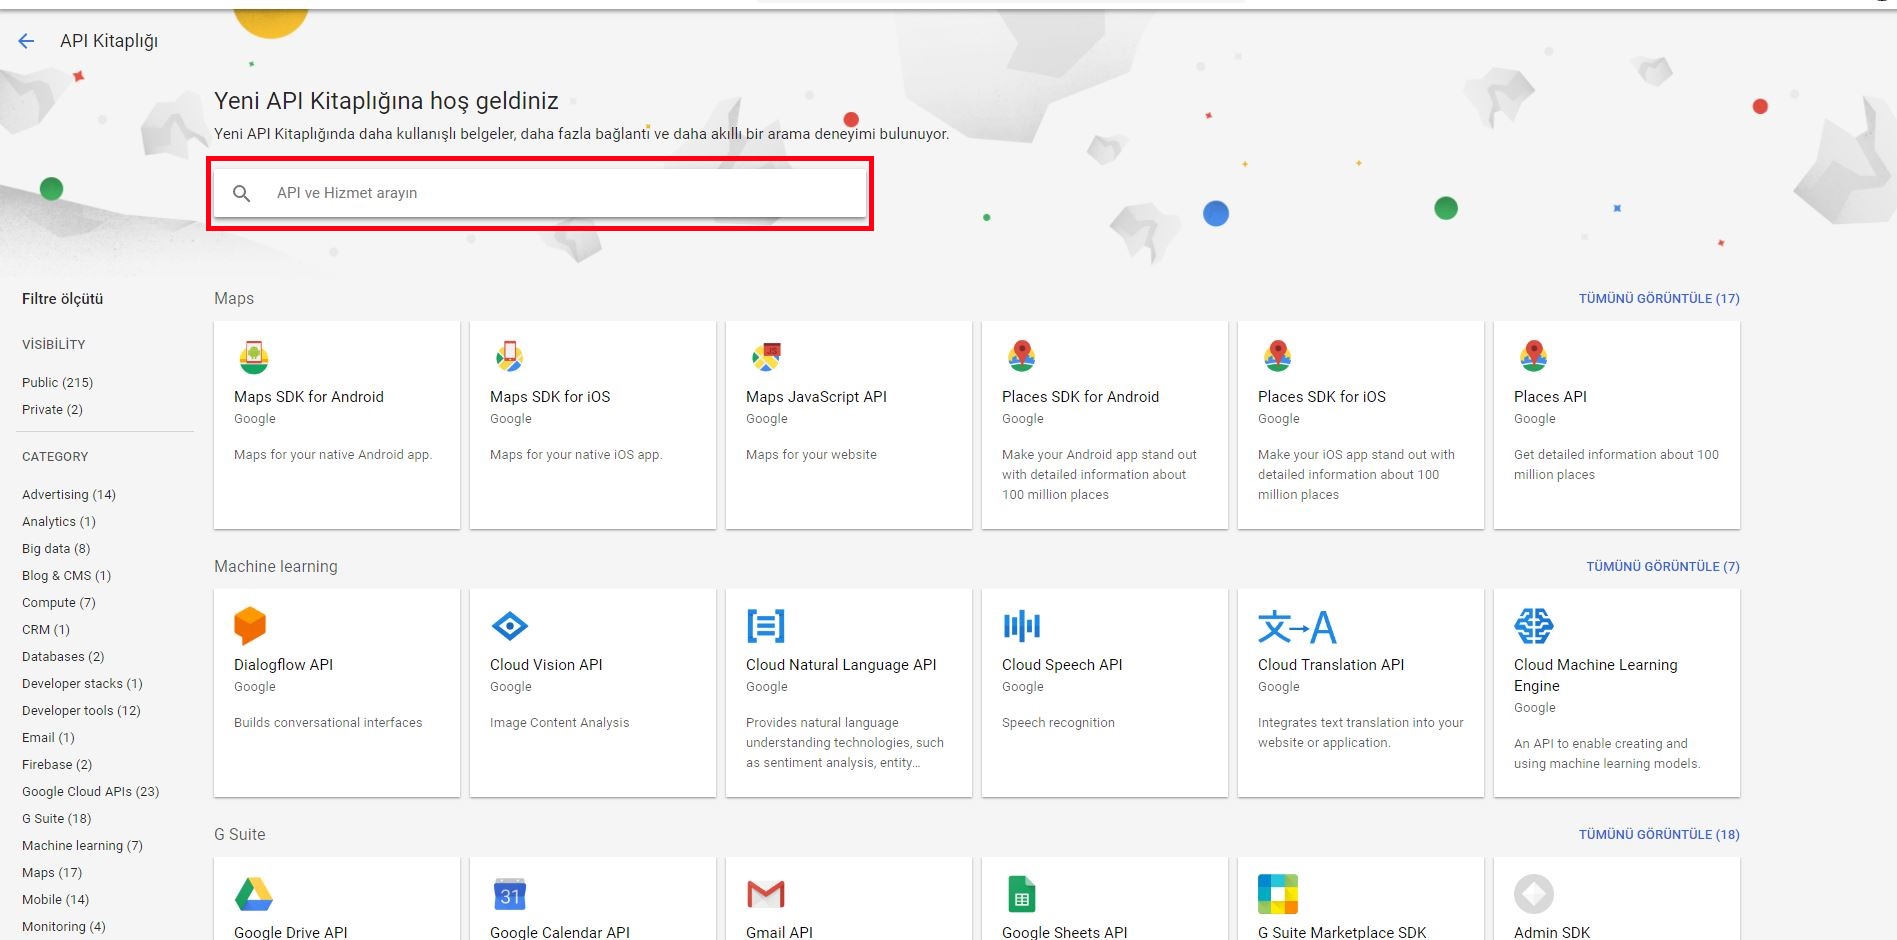 API Kitaplığı
Yeni API Kitaplığına hoş geldiniz
Yeni API Kitaplığında daha kullanışlı belgeler, daha fazla bağlantı ve daha akıllı bir arama deneyimi bulunuyor.
API ve Hizmet arayın
Filtre ölçütü
VİSİBİLİTY
Public (215)
Private (2)
CATEGORY
Advertising (14)
Analytics (1)
Big data (8)
Blog & CMS (1)
Compute (7)
CRM (1)
Databases (2)
Developer stacks (1)
Developer tools (12)
Email (1)
Firebase (2)
Google Cloud APIs (23)
G Suite (18)
Machine learning (7)
Maps (17)
Mobile (14)
Monitoring (4)
Maps
TÜMÜNÜ GÖRÜNTÜLE (17)
Maps SDK for Android
Google
Maps for your native Android app.
Maps SDK for iOS
Google
Maps for your native iOS app.
JS
Maps JavaScript API
Google
Maps for your website
Places SDK for Android
Google
Make your Android app stand out
with detailed information about
100 million places
Places SDK for iOS
Google
Make your iOS app stand out with
detailed information about 100
million places
Places API
Google
Get detailed information about 100
million places
Machine learning
TÜMÜNÜ GÖRÜNTÜLE (7)
Dialogflow API
Google
Builds conversational interfaces
Cloud Vision API
Google
Image Content Analysis
Cloud Natural Language API
Google
Provides natural language
understanding technologies, such
as sentiment analysis, entity...
Cloud Speech API
Google
Speech recognition
文→A
Cloud Translation API
Google
Integrates text translation into your
website or application.
Cloud Machine Learning
Engine
Google
An API to enable creating and
using machine learning models.
G Suite
TÜMÜNÜ GÖRÜNTÜLE (18)
Google Drive API
31
Google Calendar API
Gmail API
Google Sheets API
G Suite Marketplace SDK
Admin SDK